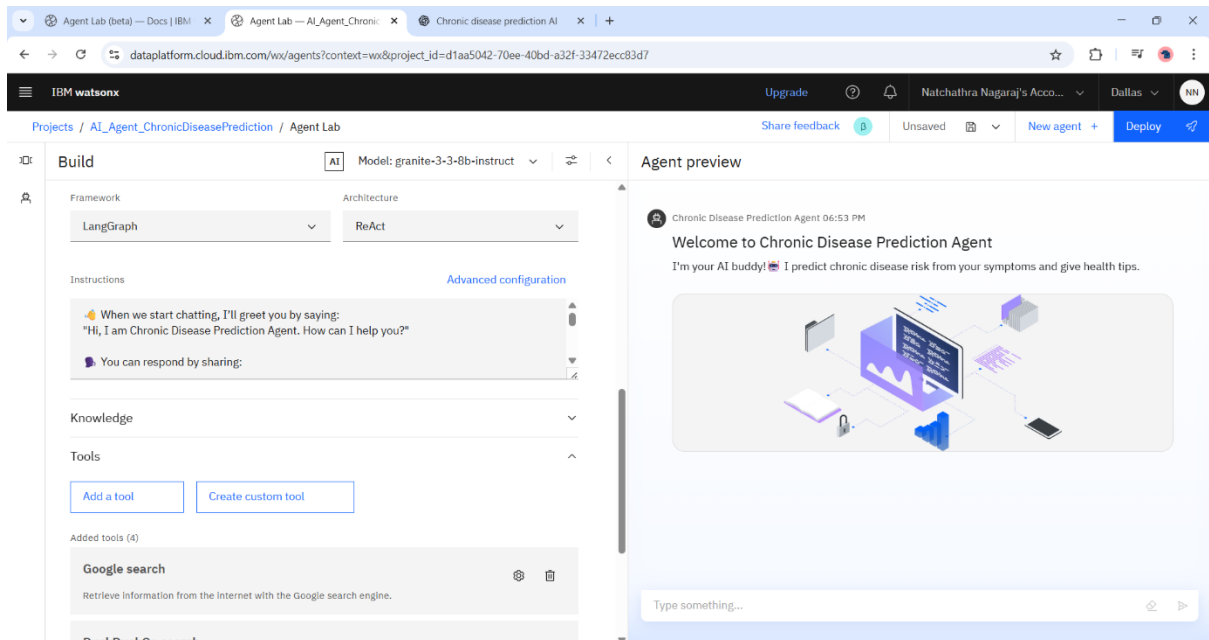 Agent Lab (beta) — Docs | IBM
Agent Lab — AI_Agent_Chronic
Chronic disease prediction AI
dataplatform.cloud.ibm.com/wx/agents?context=wx&project_id=d1aa5042-70ee-40bd-a32f-33472ecc83d7
IBM watsonx
Upgrade
Natchathra Nagaraj's Acco...
Dallas
NN
Projects / AI_Agent_ChronicDiseasePrediction / Agent Lab
Share feedback
β
Unsaved
New agent +
Deploy
Build
AI
Model: granite-3-3-8b-instruct
Agent preview
Framework
Architecture
LangGraph
ReAct
Instructions
Advanced configuration
👋 When we start chatting, I'll greet you by saying:
"Hi, I am Chronic Disease Prediction Agent. How can I help you?"
🗣 You can respond by sharing:
Knowledge
Tools
Add a tool
Create custom tool
Added tools (4)
Google search
Retrieve information from the internet with the Google search engine.
Chronic Disease Prediction Agent 06:53 PM
Welcome to Chronic Disease Prediction Agent
I'm your AI buddy! I predict chronic disease risk from your symptoms and give health tips.
Type something...